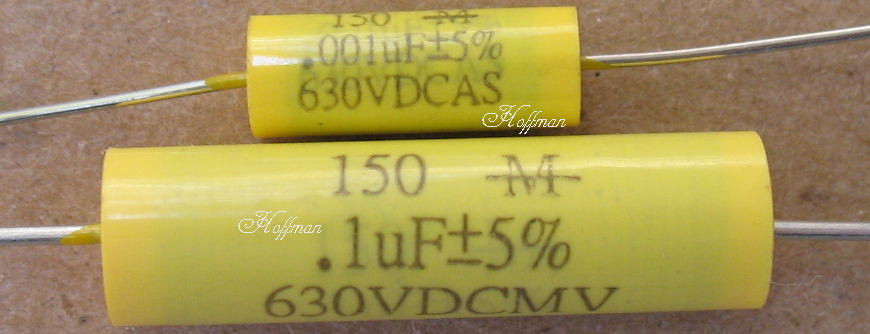 150 M
.001uF±5%
630VDCAS
Hoffman
150 M
Hoffman
.1uF±5%
630VDCMV